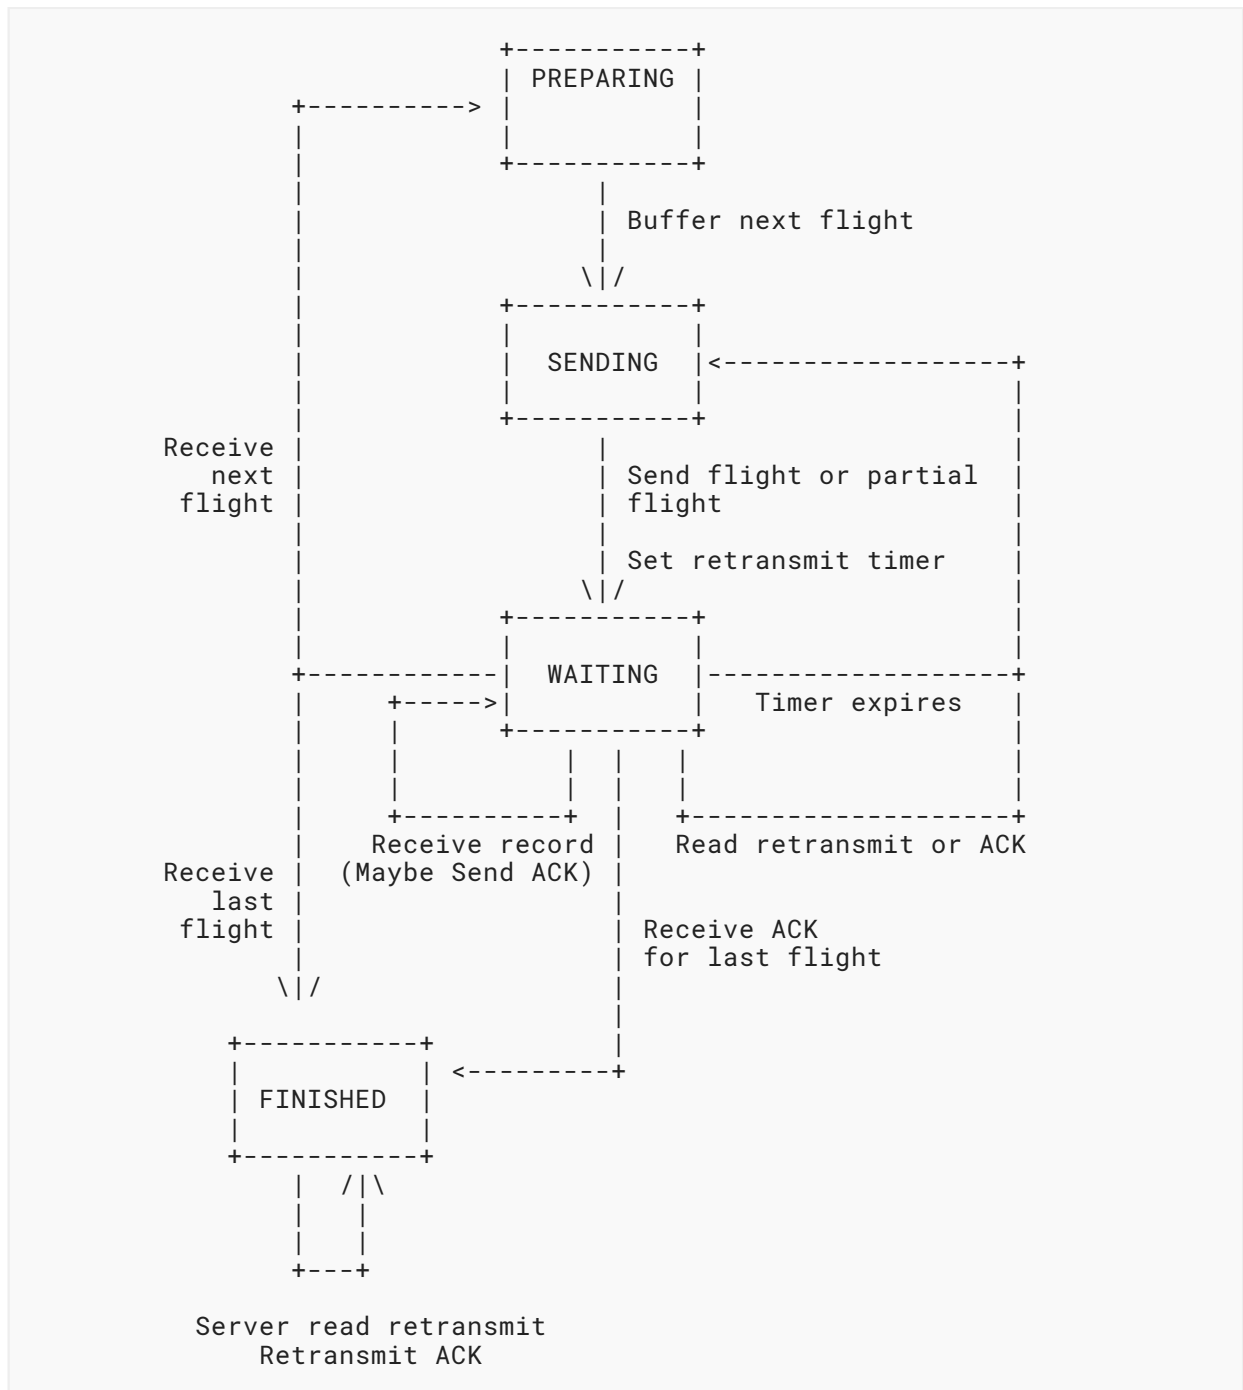 PREPARING
Buffer next flight
SENDING
Receive
next
flight
Send flight or partial
flight
Set retransmit timer
WAITING
Timer expires
Receive record
(Maybe Send ACK)
Read retransmit or ACK
Receive
last
flight
Receive ACK
for last flight
FINISHED
Server read retransmit
Retransmit ACK